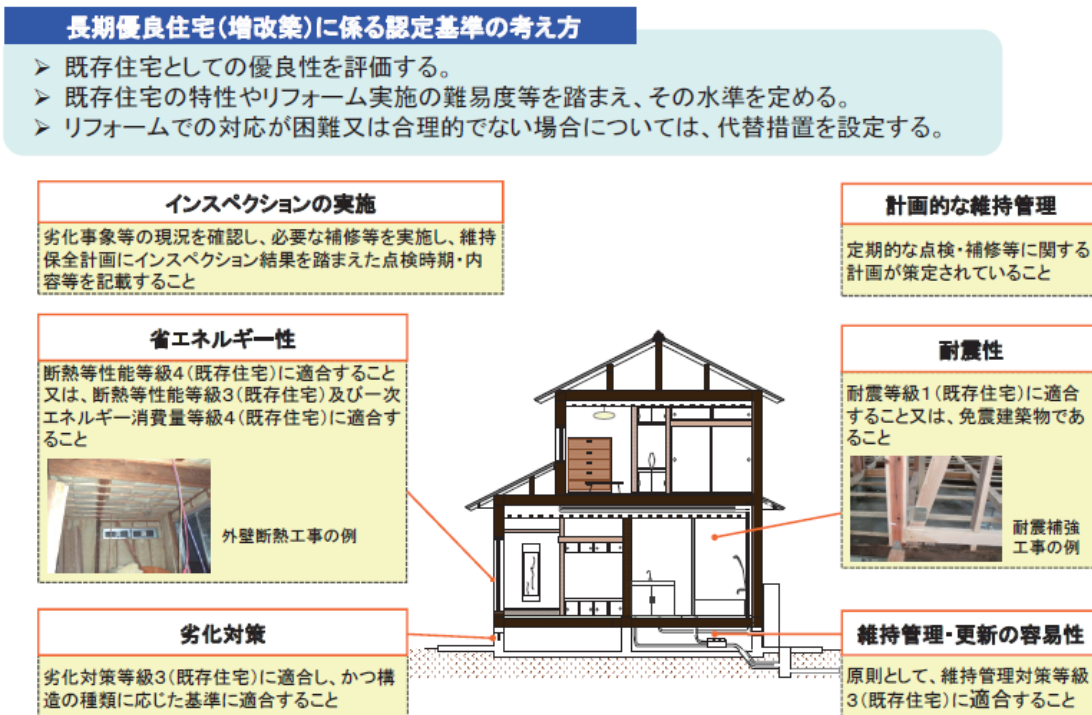 長期優良住宅(増改築)に係る認定基準の考え方
➢ 既存住宅としての優良性を評価する。
➢ 既存住宅の特性やリフォーム実施の難易度等を踏まえ、その水準を定める。
➢ リフォームでの対応が困難又は合理的でない場合については、代替措置を設定する。
インスペクションの実施
劣化事象等の現況を確認し、必要な補修等を実施し、維持
保全計画にインスペクション結果を踏まえた点検時期・内
容等を記載すること
省エネルギー性
断熱等性能等級4(既存住宅)に適合すること
又は、断熱等性能等級3(既存住宅)及び一次
エネルギー消費量等級4(既存住宅)に適合す
ること
外壁断熱工事の例
劣化対策
劣化対策等級3(既存住宅)に適合し、かつ構
造の種類に応じた基準に適合すること
計画的な維持管理
定期的な点検・補修等に関する
計画が策定されていること
耐震性
耐震等級1(既存住宅)に適合
すること又は、免震建築物であ
ること
耐震補強
工事の例
維持管理・更新の容易性
原則として、維持管理対策等級
3(既存住宅)に適合すること